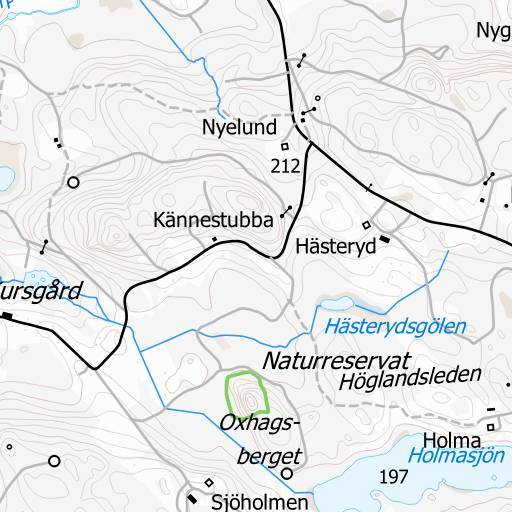 Nyg
Nyelund
212
Kännestubba
Hästeryd
ursgård
Hästerydsgölen
Naturreservat
Höglandsleden
Oxhags-
berget
Holma
Holmasjön
197
Sjöholmen